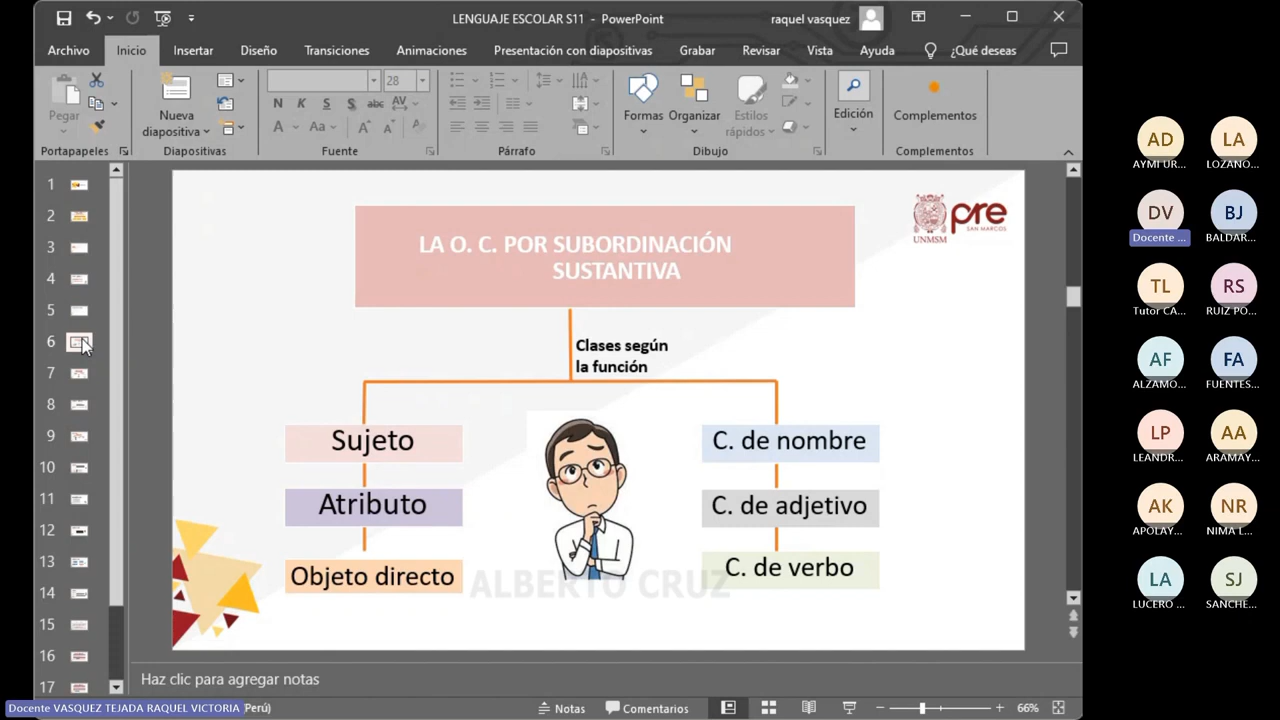 LENGUAJE ESCOLAR S11 - PowerPoint
raquel vasquez
Archivo
Inicio
Insertar
Diseño
Transiciones
Animaciones
Presentación con diapositivas
Grabar
Revisar
Vista
Ayuda
¿Qué deseas
Pegar
Nueva
diapositiva
28
N K S S abc AV
A Aa A A
Formas
Organizar
Estilos
rápidos
Edición
Complementos
Portapapeles
Diapositivas
Fuente
Párrafo
Dibujo
Complementos
1
2
3
4
5
6
7
8
9
10
11
12
13
14
15
16
17
UNMSM
pre
SAN MARCOS
LA O. C. POR SUBORDINACIÓN
SUSTANTIVA
Clases según
la función
Sujeto
Atributo
Objeto directo
C. de nombre
C. de adjetivo
C. de verbo
ALBERTO CRUZ
Haz clic para agregar notas
Docente VASQUEZ TEJADA RAQUEL VICTORIA
Perú)
Notas
Comentarios
66%
AD
AYMI UR...
LA
LOZANO...
DV
Docente ...
BJ
BALDAR...
TL
Tutor CA...
RS
RUIZ PO...
AF
ALZAMO...
FA
FUENTES...
LP
LEANDR...
AA
ARAMAY...
AK
APOLAY...
NR
NIMA L...
LA
LUCERO ...
SJ
SANCHE...